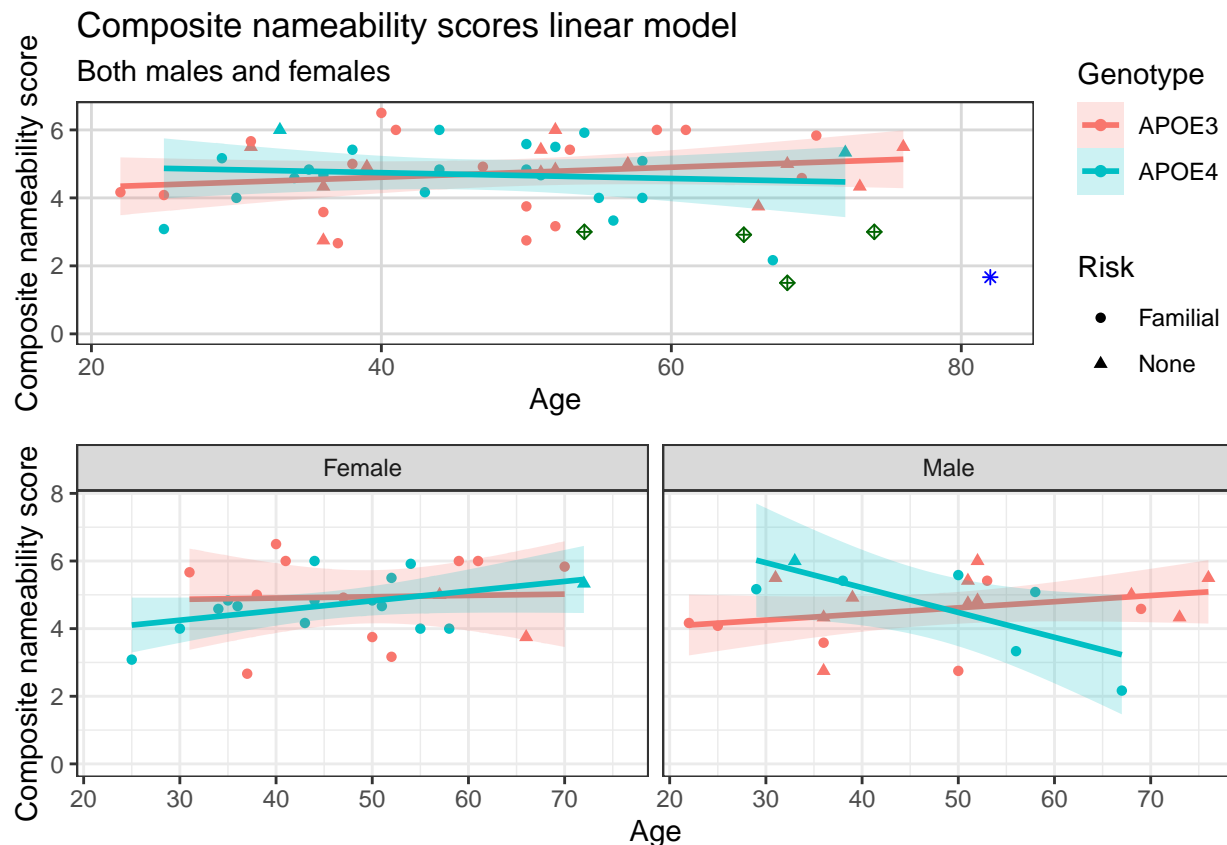 Composite nameability scores linear model
Both males and females
Composite nameability score
6
4
2
0
20 40 60 80
Age
Genotype
APOE3
APOE4
Risk
Familial
None
Female Male
Composite nameability score
8
6
4
2
0
20 30 40 50 60 70 20 30 40 50 60 70
Age